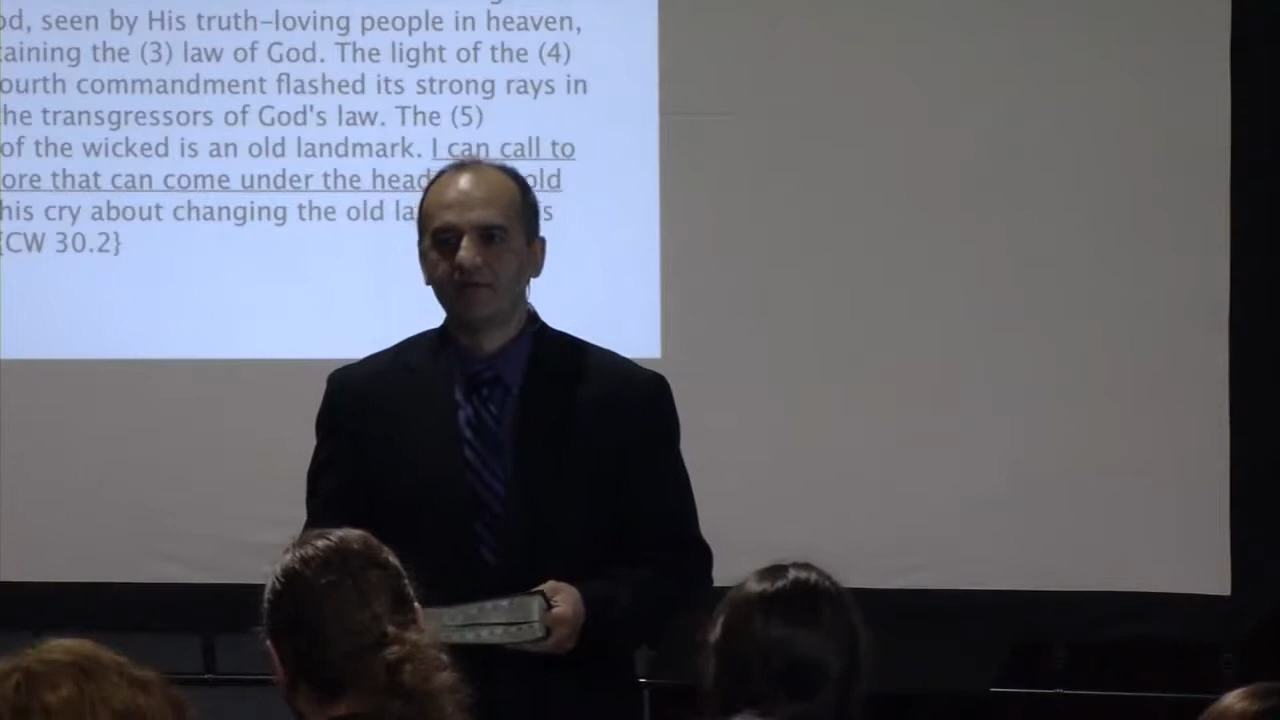 od, seen by His truth-loving people in heaven,
aining the (3) law of God. The light of the (4)
ourth commandment flashed its strong rays in
he transgressors of God's law. The (5)
of the wicked is an old landmark. I can call to
ore that can come under the head old
his cry about changing the old la s
{CW 30.2}